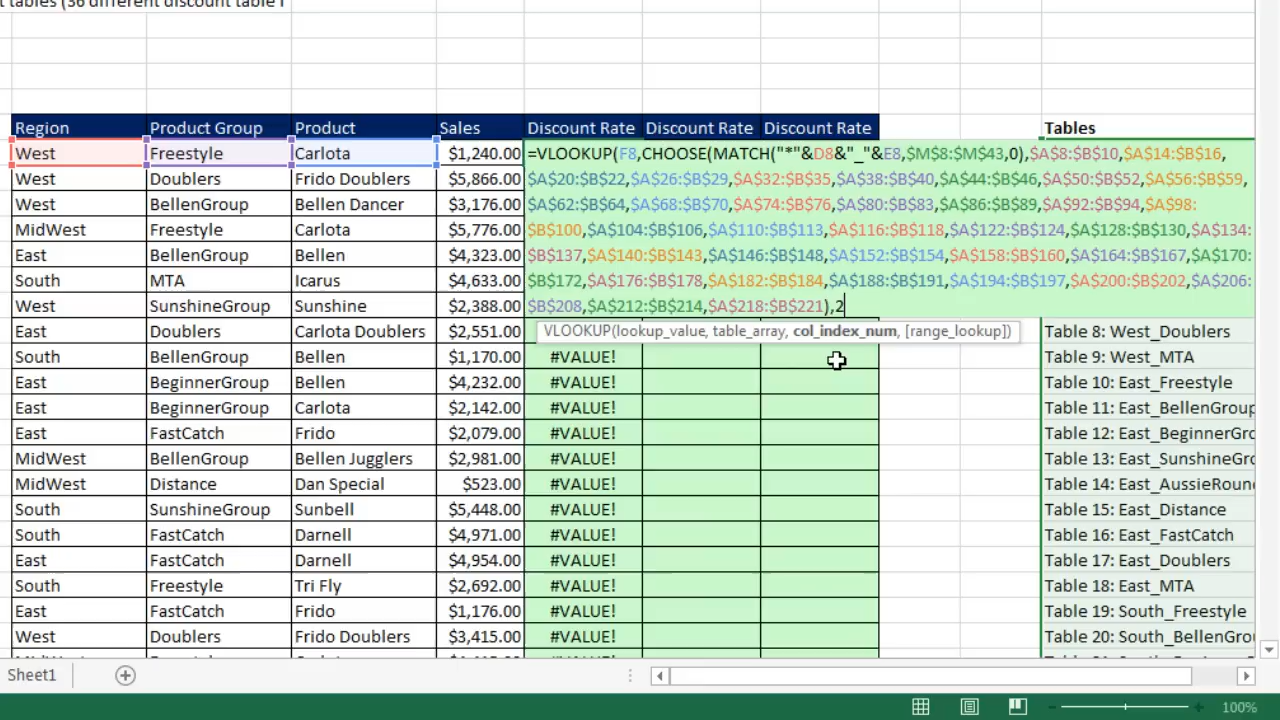 t tables (36 different discount table r
Region Product Group Product Sales Discount Rate Discount Rate Discount Rate Tables
West Freestyle Carlota $1,240.00 =VLOOKUP(F8,CHOOSE(MATCH("*"&D8&"_"&E8,$M$8:$M$43,0),$A$8:$B$10,$A$14:$B$16,
West Doublers Frido Doublers $5,866.00 $A$20:$B$22,$A$26:$B$29,$A$32:$B$35,$A$38:$B$40,$A$44:$B$46,$A$50:$B$52,$A$56:$B$59,
West BellenGroup Bellen Dancer $3,176.00 $A$62:$B$64,$A$68:$B$70,$A$74:$B$76,$A$80:$B$83,$A$86:$B$89,$A$92:$B$94,$A$98:
MidWest Freestyle Carlota $5,776.00 $B$100,$A$104:$B$106,$A$110:$B$113,$A$116:$B$118,$A$122:$B$124,$A$128:$B$130,$A$134:
East BellenGroup Bellen $4,323.00 $B$137,$A$140:$B$143,$A$146:$B$148,$A$152:$B$154,$A$158:$B$160,$A$164:$B$167,$A$170:
South MTA Icarus $4,633.00 $B$172,$A$176:$B$178,$A$182:$B$184,$A$188:$B$191,$A$194:$B$197,$A$200:$B$202,$A$206:
West SunshineGroup Sunshine $2,388.00 $B$208,$A$212:$B$214,$A$218:$B$221),2
East Doublers Carlota Doublers $2,551.00 VLOOKUP(lookup_value, table_array, col_index_num, [range_lookup]) Table 8: West_Doublers
South BellenGroup Bellen $1,170.00 #VALUE! Table 9: West_MTA
East BeginnerGroup Bellen $4,232.00 #VALUE! Table 10: East_Freestyle
East BeginnerGroup Carlota $2,142.00 #VALUE! Table 11: East_BellenGroup
East FastCatch Frido $2,079.00 #VALUE! Table 12: East_BeginnerGro
MidWest BellenGroup Bellen Jugglers $2,981.00 #VALUE! Table 13: East_SunshineGro
MidWest Distance Dan Special $523.00 #VALUE! Table 14: East_AussieRoun
South SunshineGroup Sunbell $5,448.00 #VALUE! Table 15: East_Distance
South FastCatch Darnell $4,971.00 #VALUE! Table 16: East_FastCatch
East FastCatch Darnell $4,954.00 #VALUE! Table 17: East_Doublers
South Freestyle Tri Fly $2,692.00 #VALUE! Table 18: East_MTA
East FastCatch Frido $1,176.00 #VALUE! Table 19: South_Freestyle
West Doublers Frido Doublers $3,415.00 #VALUE! Table 20: South_BellenGro
Sheet1
100%